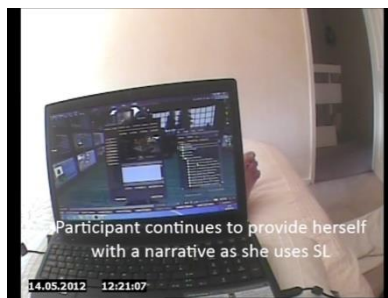 Participant continues to provide herself
with a narrative as she uses SL
14.05.2012 12:21:07